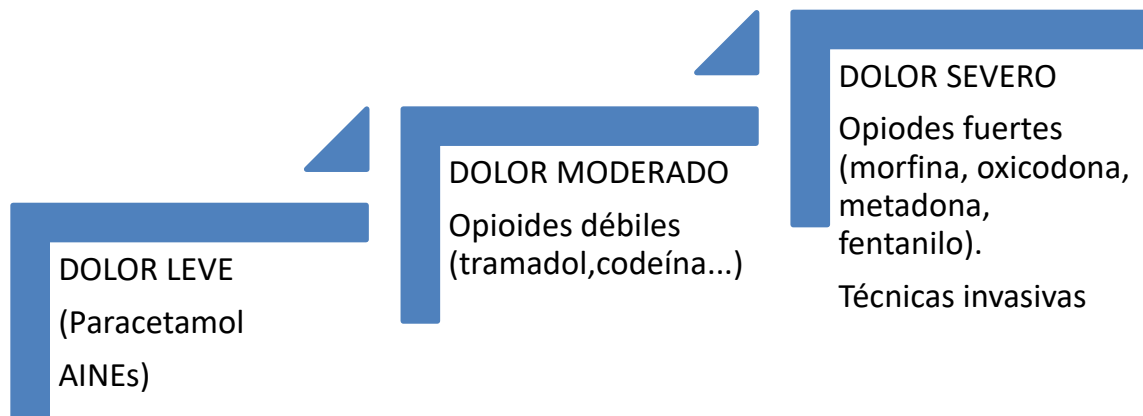 DOLOR LEVE
(Paracetamol
AINEs)
DOLOR MODERADO
Opioides débiles
(tramadol,codeína...)
DOLOR SEVERO
Opiodes fuertes
(morfina, oxicodona,
metadona,
fentanilo).
Técnicas invasivas